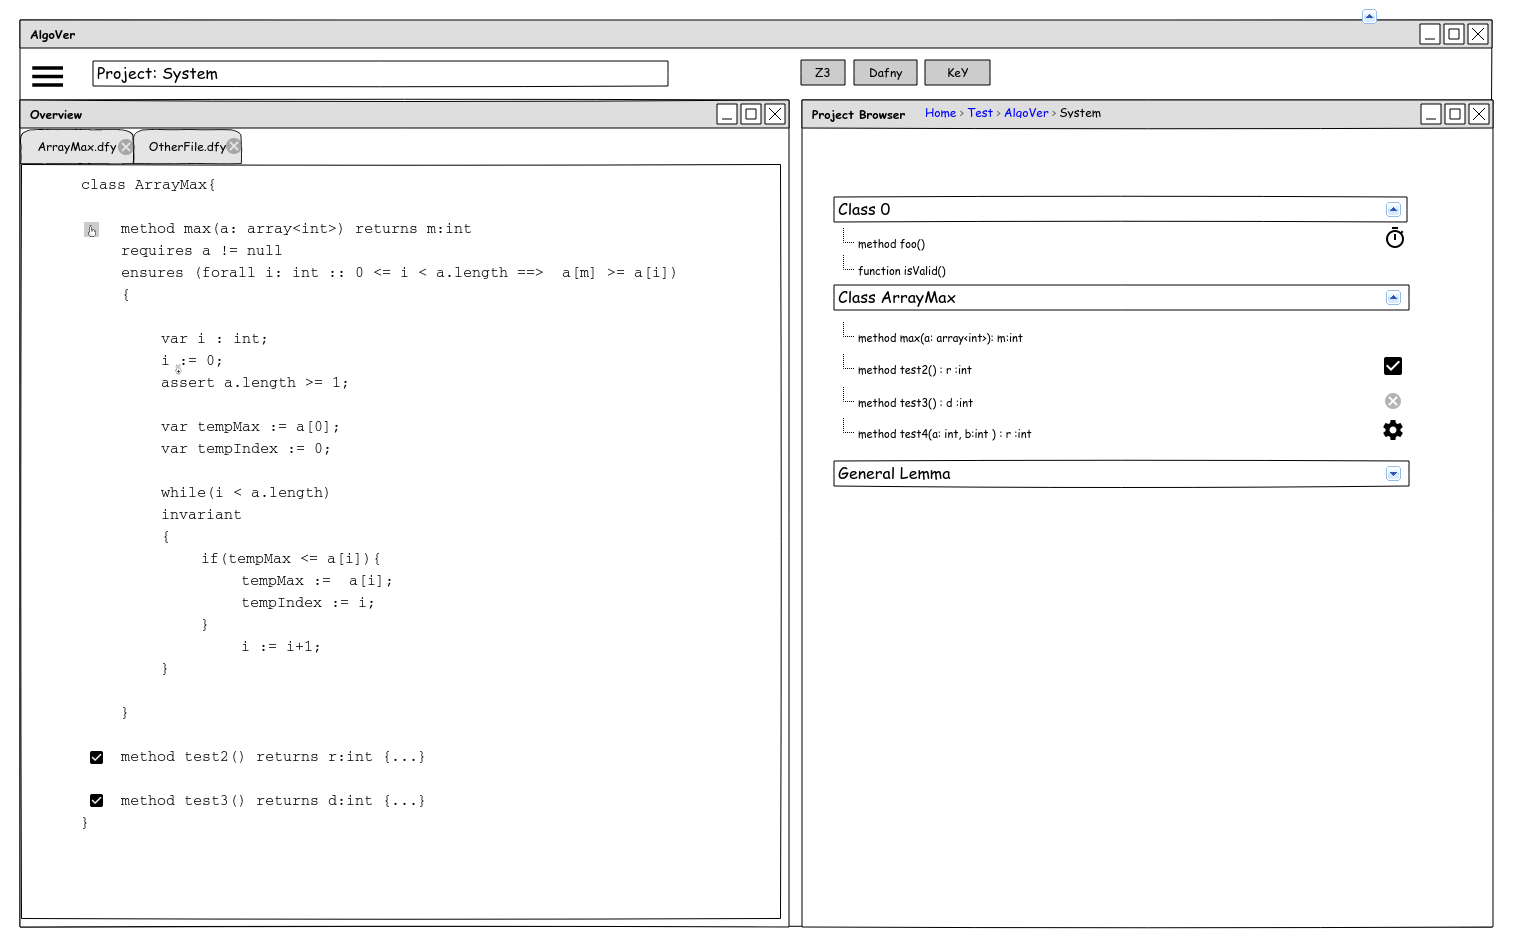 AlgoVer
Project: System
Z3
Dafny
KeY
Overview
ArrayMax.dfy
OtherFile.dfy
class ArrayMax{
method max(a: array<int>) returns m:int
requires a != null
ensures (forall i: int :: 0 <= i < a.length ==>  a[m] >= a[i])
{
var i : int;
i := 0;
assert a.length >= 1;
var tempMax := a[0];
var tempIndex := 0;
while(i < a.length)
invariant
{
if(tempMax <= a[i]){
tempMax :=  a[i];
tempIndex := i;
}
i := i+1;
}
}
method test2() returns r:int {...}
method test3() returns d:int {...}
}
Project Browser
Home > Test > AlgoVer > System
Class 0
method foo()
function isValid()
Class ArrayMax
method max(a: array<int>): m:int
method test2() : r :int
method test3() : d :int
method test4(a: int, b:int ) : r :int
General Lemma